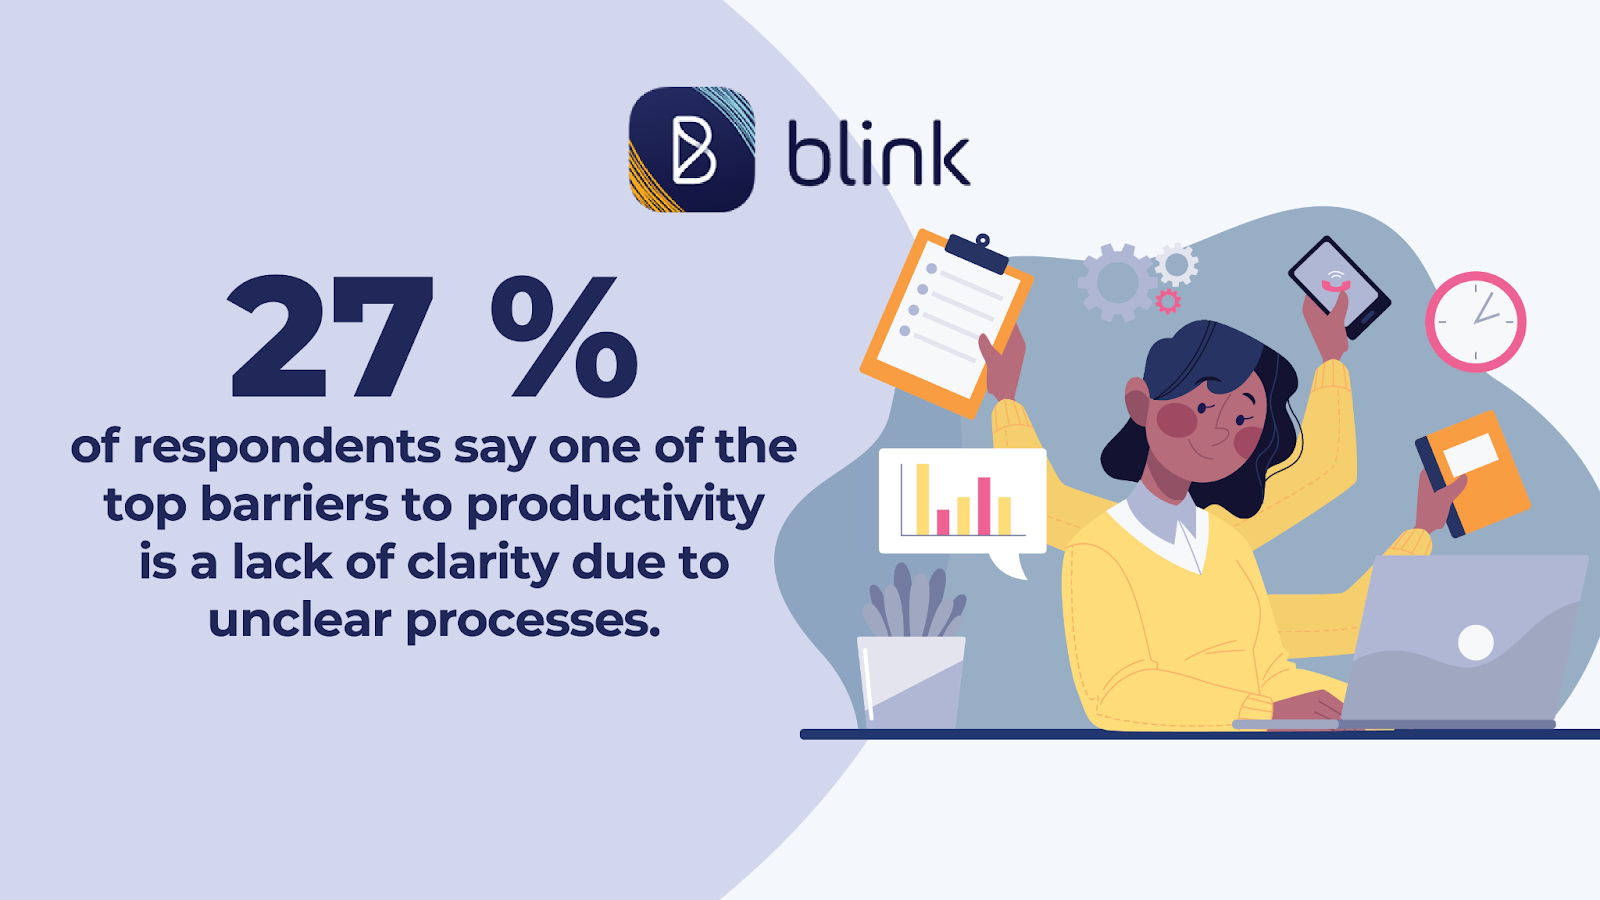 blink
27 %
of respondents say one of the
top barriers to productivity
is a lack of clarity due to
unclear processes.